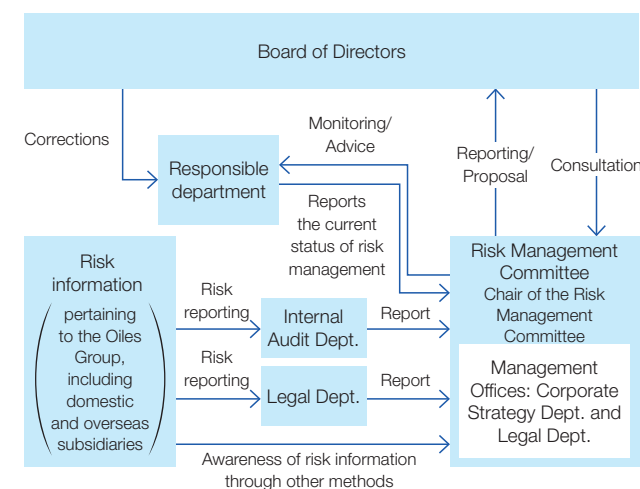 Board of Directors
Corrections
Monitoring/
Advice
Reporting/
Proposal
Consultation
Responsible
department
Reports
the current
status of risk
management
Risk
information
pertaining
to the Oiles
Group,
including
domestic
and overseas
subsidiaries
Risk
reporting
Internal
Audit Dept.
Report
Risk
reporting
Legal Dept.
Report
Awareness of risk information
through other methods
Risk Management
Committee
Chair of the Risk
Management
Committee
Management
Offices: Corporate
Strategy Dept. and
Legal Dept.